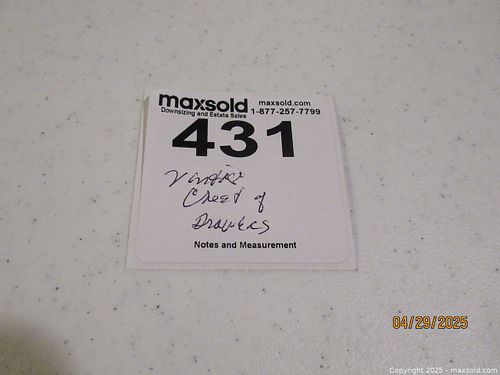 maxsold maxsold.com
Downsizing and Estate Sales 1-877-257-7799
431
Vintage
Chest of
Drawers
Notes and Measurement
04/29/2025
Copyright 2025 - maxsold.com